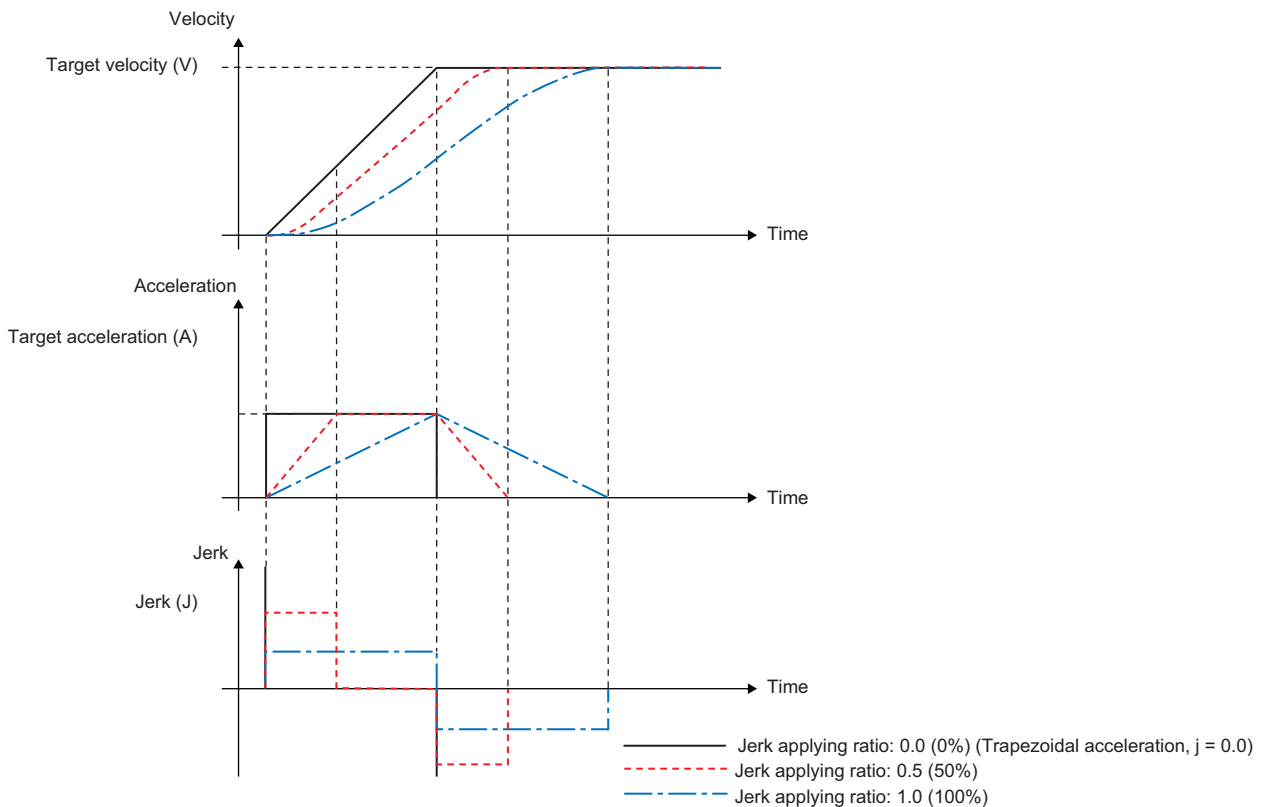 Velocity
Target velocity (V)
Time
Acceleration
Target acceleration (A)
Time
Jerk
Jerk (J)
Time
Jerk applying ratio: 0.0 (0%) (Trapezoidal acceleration, j = 0.0)
Jerk applying ratio: 0.5 (50%)
Jerk applying ratio: 1.0 (100%)